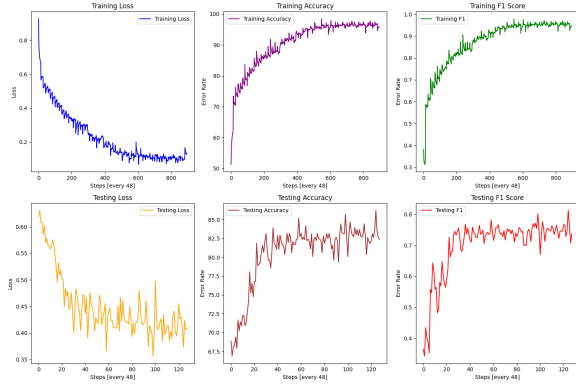 Training Loss
Training Accuracy
Training F1 Score
Training Loss
Training Accuracy
Training F1
Loss
Error Rate
Error Rate
0.8
0.6
0.4
0.2
100
90
80
70
60
50
1.0
0.9
0.8
0.7
0.6
0.5
0.4
0.3
0 200 400 600 800
0 200 400 600 800
0 200 400 600 800
Steps [every 48]
Steps [every 48]
Steps [every 48]
Testing Loss
Testing Accuracy
Testing F1 Score
Testing Loss
Testing Accuracy
Testing F1
Loss
Error Rate
Error Rate
0.60
0.55
0.50
0.45
0.40
0.35
85.0
82.5
80.0
77.5
75.0
72.5
70.0
67.5
0.8
0.7
0.6
0.5
0.4
0 20 40 60 80 100 120
0 20 40 60 80 100 120
0 20 40 60 80 100 120
Steps [every 48]
Steps [every 48]
Steps [every 48]